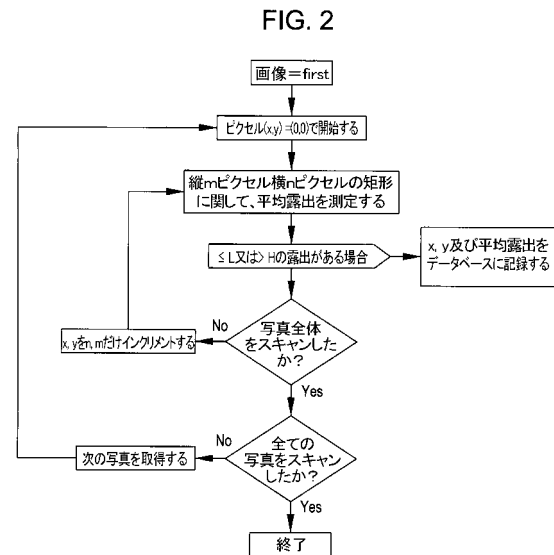 FIG. 2
画像=first
ピクセル(x,y)=(0,0)で開始する
縦mピクセル横nピクセルの矩形
に関して、平均露出を測定する
≤L又は>Hの露出がある場合
x, y及び平均露出を
データベースに記録する
写真全体
をスキャンした
か?
No
x, yをn, mだけインクリメントする
Yes
全ての
写真をスキャン
したか?
No
次の写真を取得する
Yes
終了